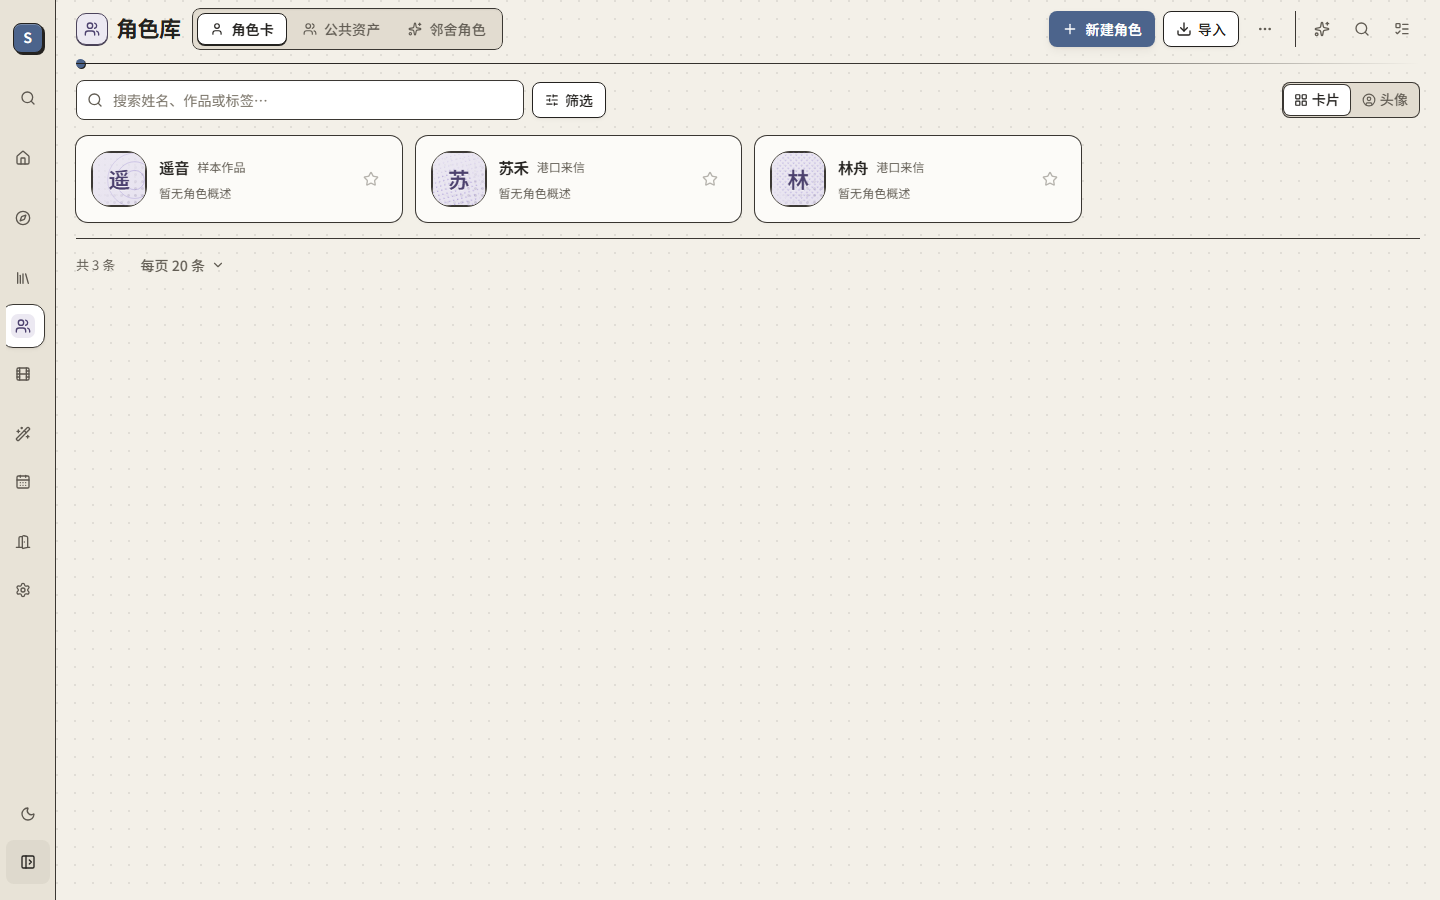 S
角色库
角色卡
公共资产
邻舍角色
新建角色
导入
搜索姓名、作品或标签…
筛选
卡片
头像
遥
遥音 样本作品
暂无角色概述
苏
苏禾 港口来信
暂无角色概述
林
林舟 港口来信
暂无角色概述
共 3 条
每页 20 条